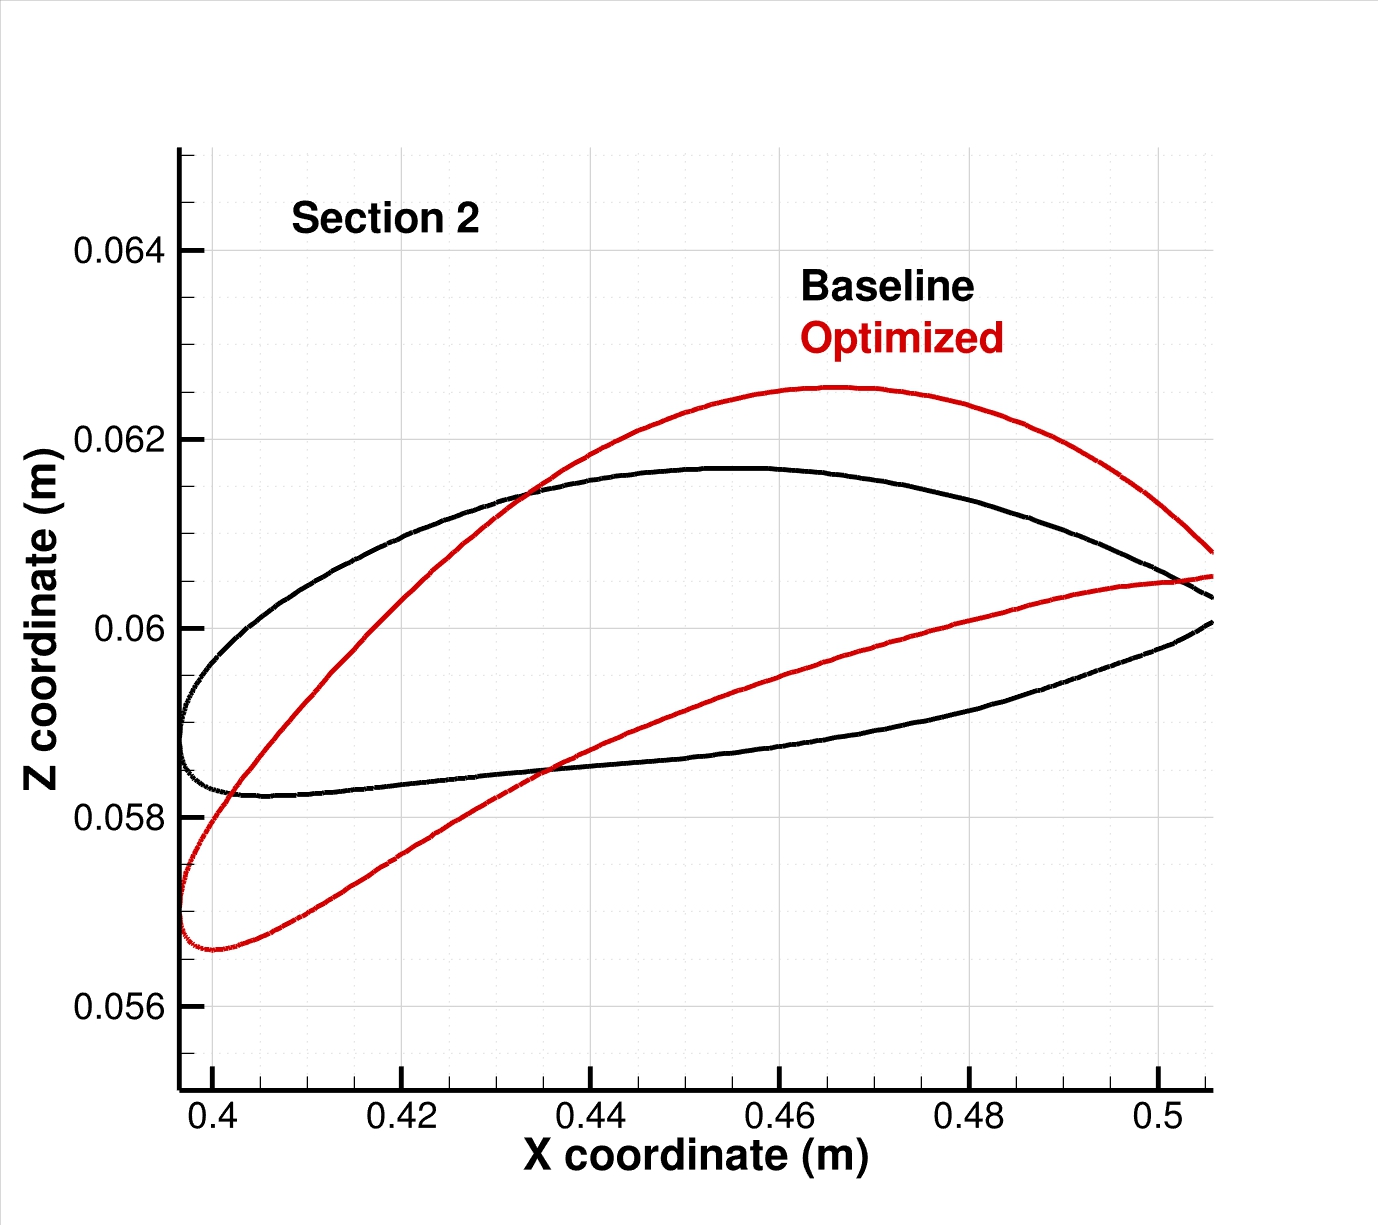 Section 2
Baseline
Optimized
Z coordinate (m)
0.064
0.062
0.06
0.058
0.056
0.4 0.42 0.44 0.46 0.48 0.5
X coordinate (m)